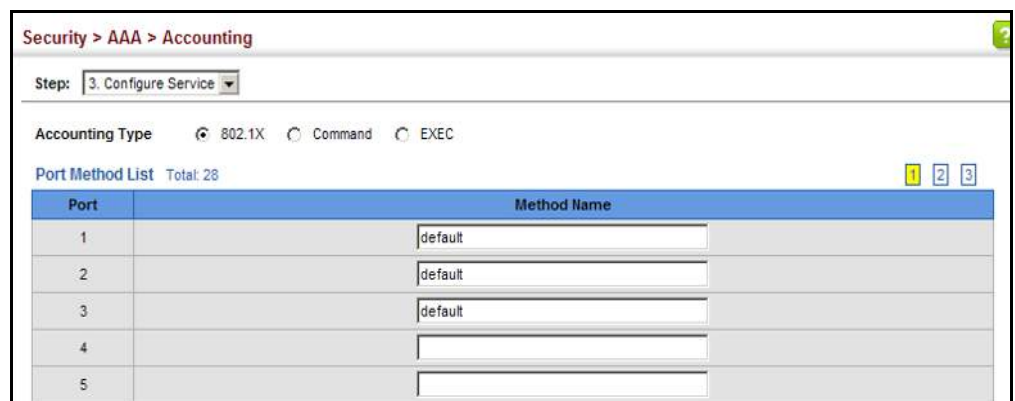 Security > AAA > Accounting
?
Step: 3. Configure Service
Accounting Type 802.1X Command EXEC
Port Method List Total: 28 1 2 3
Port Method Name
1 default
2 default
3 default
4
5